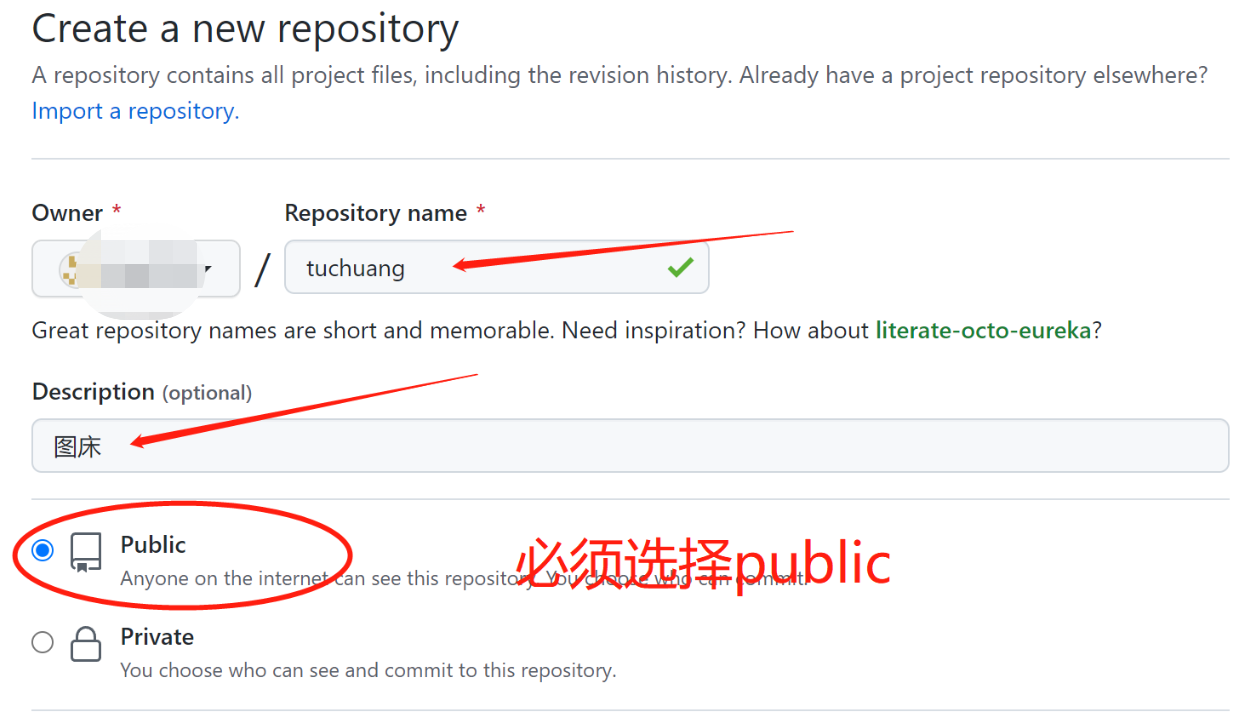 Create a new repository
A repository contains all project files, including the revision history. Already have a project repository elsewhere?
Import a repository.
Owner *
Repository name *
/
tuchuang
Great repository names are short and memorable. Need inspiration? How about literate-octo-eureka?
Description (optional)
图床
Public
Anyone on the internet can see this repository. You choose who can commit.
必须选择public
Private
You choose who can see and commit to this repository.